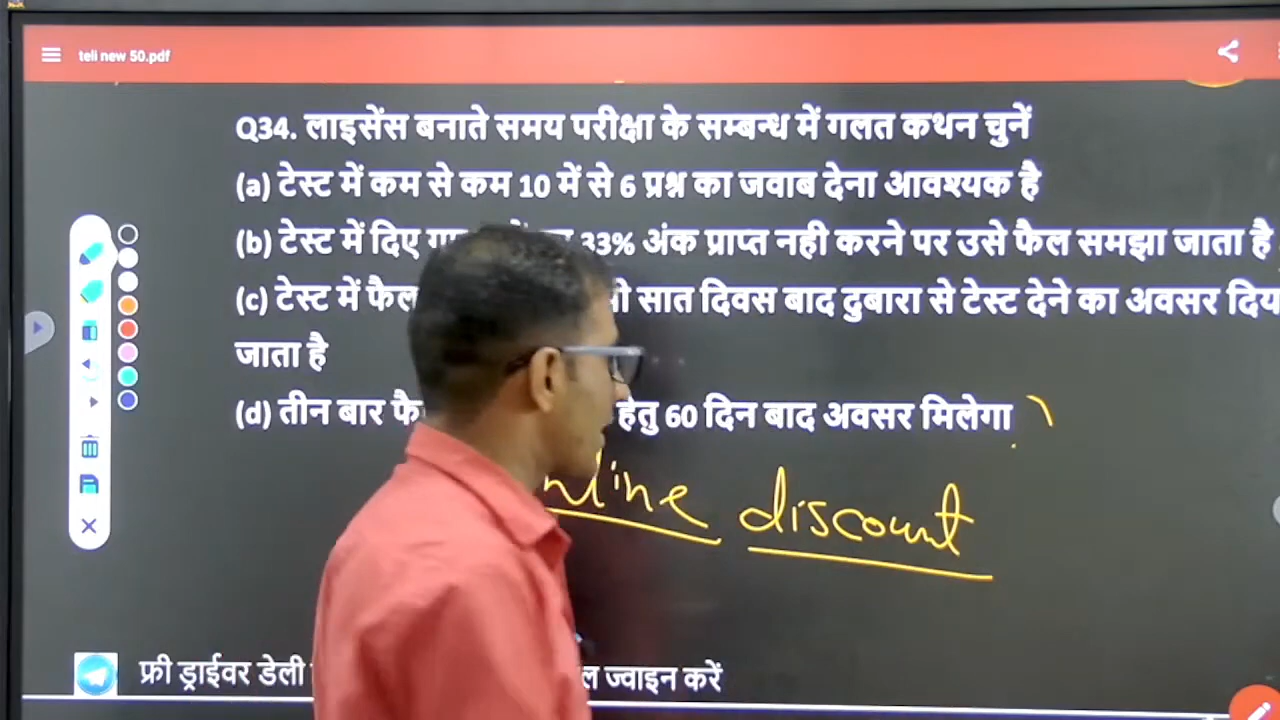 teli new 50.pdf
Q34. लाइसेंस बनाते समय परीक्षा के सम्बन्ध में गलत कथन चुनें
(a) टेस्ट में कम से कम 10 में से 6 प्रश्न का जवाब देना आवश्यक है
(b) टेस्ट में दिए 33% अंक प्राप्त नही करने पर उसे फैल समझा जाता है
(c) टेस्ट में फैल सात दिवस बाद दुबारा से टेस्ट देने का अवसर दिय
जाता है
(d) तीन बार हेतु 60 दिन बाद अवसर मिलेगा
discount
फ्री ड्राईवर डेली ज्वाइन करें